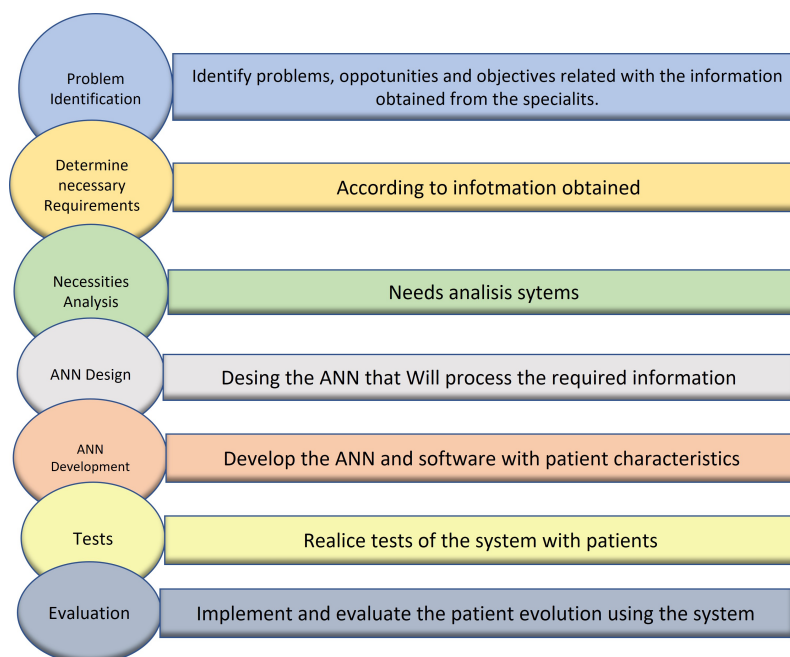 Problem
Identification
Identify problems, oppotunities and objectives related with the information
obtained from the specialits.
Determine
necessary
Requirements
According to infotmation obtained
Necessities
Analysis
Needs analisis sytems
ANN Design
Desing the ANN that Will process the required information
ANN
Development
Develop the ANN and software with patient characteristics
Tests
Realice tests of the system with patients
Evaluation
Implement and evaluate the patient evolution using the system